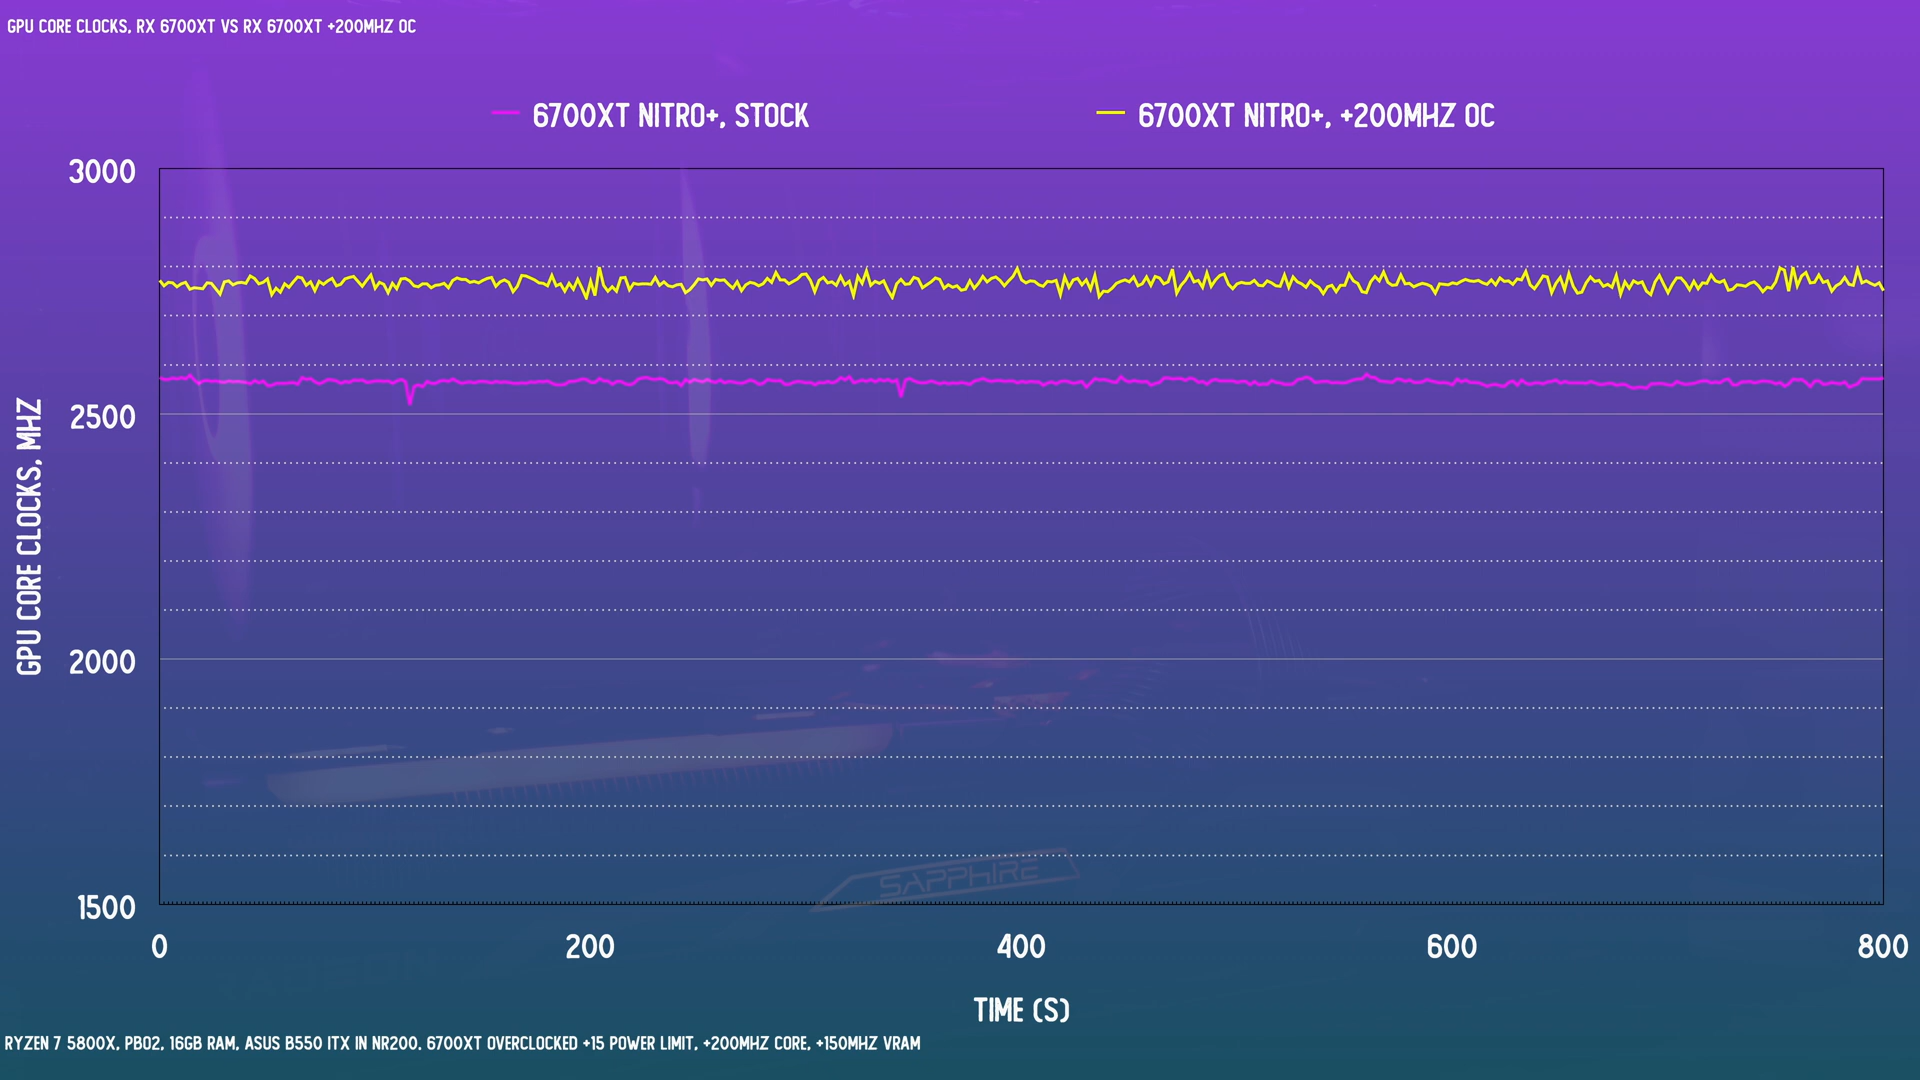 GPU CORE CLOCKS, RX 6700XT VS RX 6700XT +200MHZ OC
6700XT NITRO+, STOCK
6700XT NITRO+, +200MHZ OC
3000
2500
2000
1500
GPU CORE CLOCKS, MHZ
0
200
400
600
800
TIME (S)
SAPPHIRE
RADEON
RYZEN 7 5800X, PBO2, 16GB RAM, ASUS B550 ITX IN NR200. 6700XT OVERCLOCKED +15 POWER LIMIT, +200MHZ CORE, +150MHZ VRAM